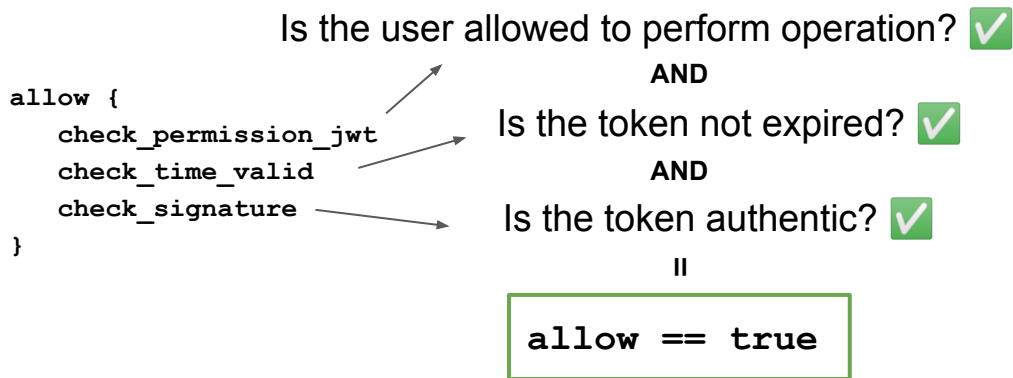 Is the user allowed to perform operation? ✅
AND
allow {
check_permission_jwt
Is the token not expired? ✅
check_time_valid
AND
check_signature
Is the token authentic? ✅
}
=
allow == true